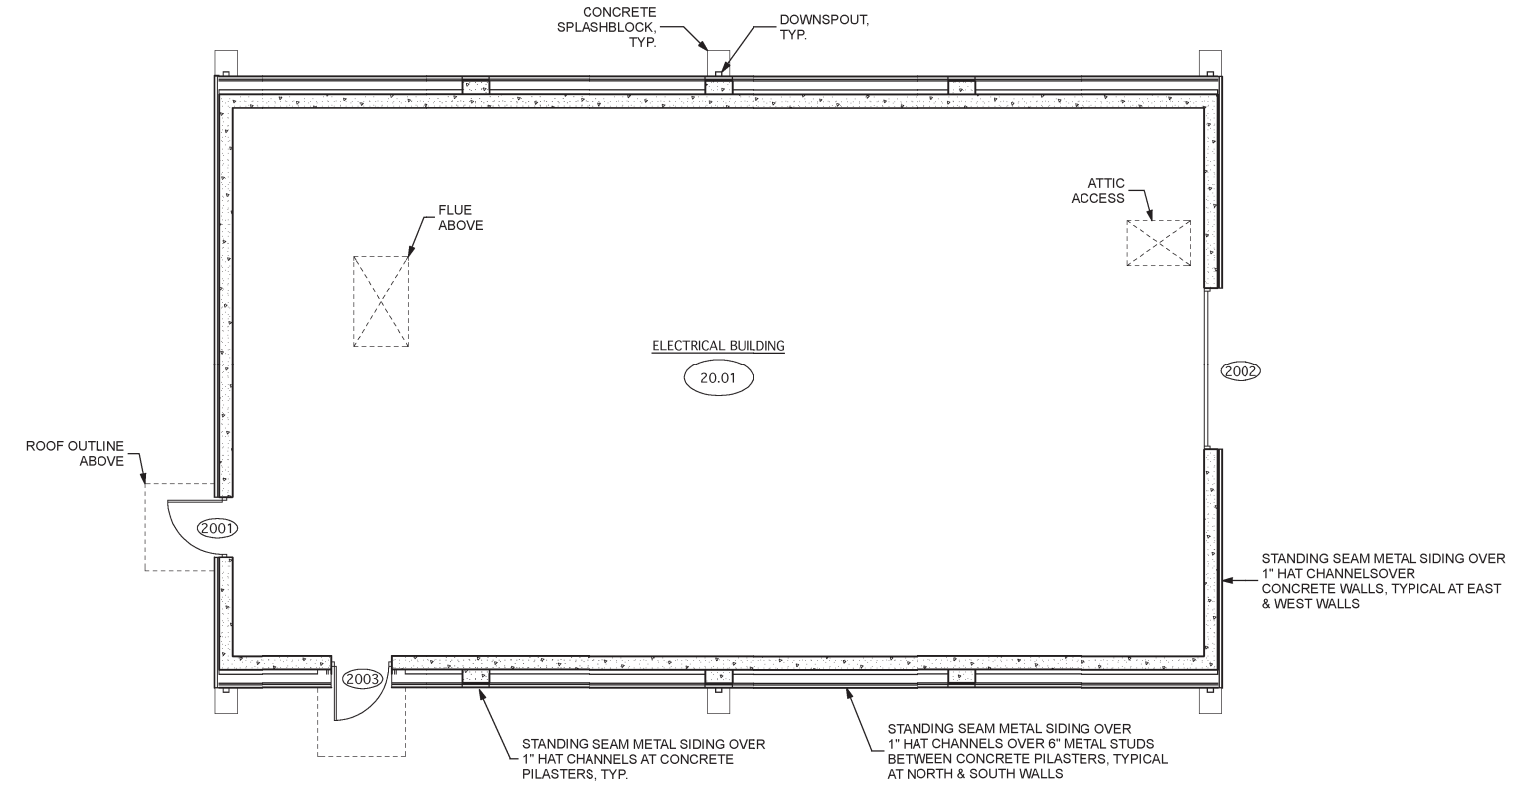 CONCRETE
SPLASHBLOCK,
TYP.
DOWNSPOUT,
TYP.
ATTIC
ACCESS
FLUE
ABOVE
ELECTRICAL BUILDING
20.01
2002
ROOF OUTLINE
ABOVE
2001
STANDING SEAM METAL SIDING OVER
1" HAT CHANNELSOVER
CONCRETE WALLS, TYPICAL AT EAST
& WEST WALLS
2003
STANDING SEAM METAL SIDING OVER
1" HAT CHANNELS AT CONCRETE
PILASTERS, TYP.
STANDING SEAM METAL SIDING OVER
1" HAT CHANNELS OVER 6" METAL STUDS
BETWEEN CONCRETE PILASTERS, TYPICAL
AT NORTH & SOUTH WALLS